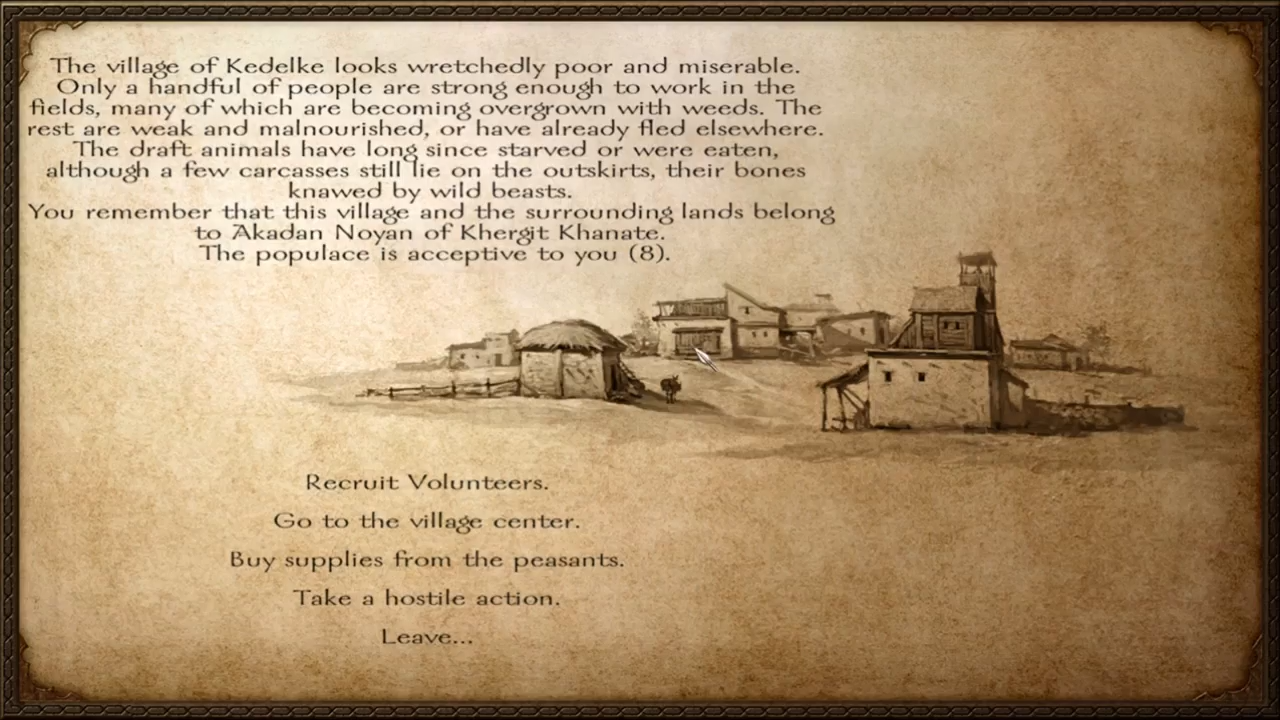 The village of Kedelke looks wretchedly poor and miserable.
Only a handful of people are strong enough to work in the
fields, many of which are becoming overgrown with weeds. The
rest are weak and malnourished, or have already fled elsewhere.
The draft animals have long since starved or were eaten,
although a few carcasses still lie on the outskirts, their bones
knawed by wild beasts.
You remember that this village and the surrounding lands belong
to Akadan Noyan of Khergit Khanate.
The populace is acceptive to you (8).
Recruit Volunteers.
Go to the village center.
Buy supplies from the peasants.
Take a hostile action.
Leave...